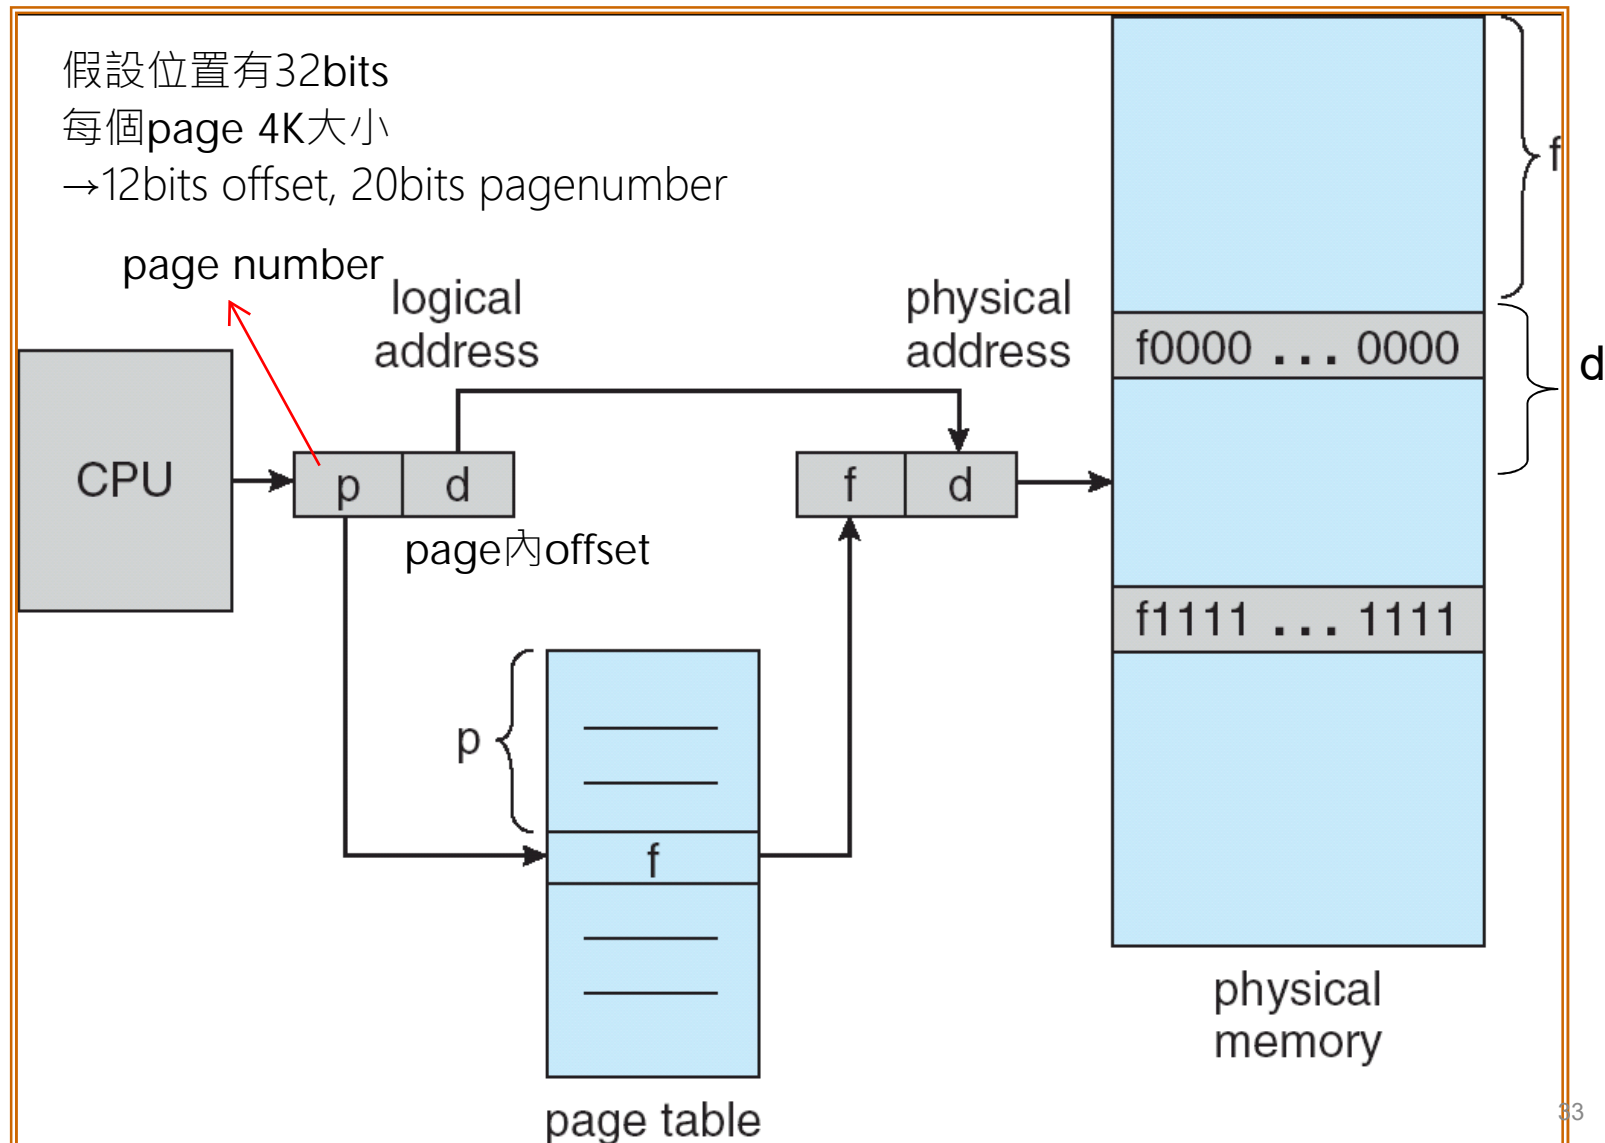 假設位置有32bits
每個page 4K大小
→12bits offset, 20bits pagenumber
page number
logical
address
physical
address
CPU
p
d
page內offset
f
d
p
f
page table
f
f0000 ... 0000
d
f1111 ... 1111
physical
memory
33